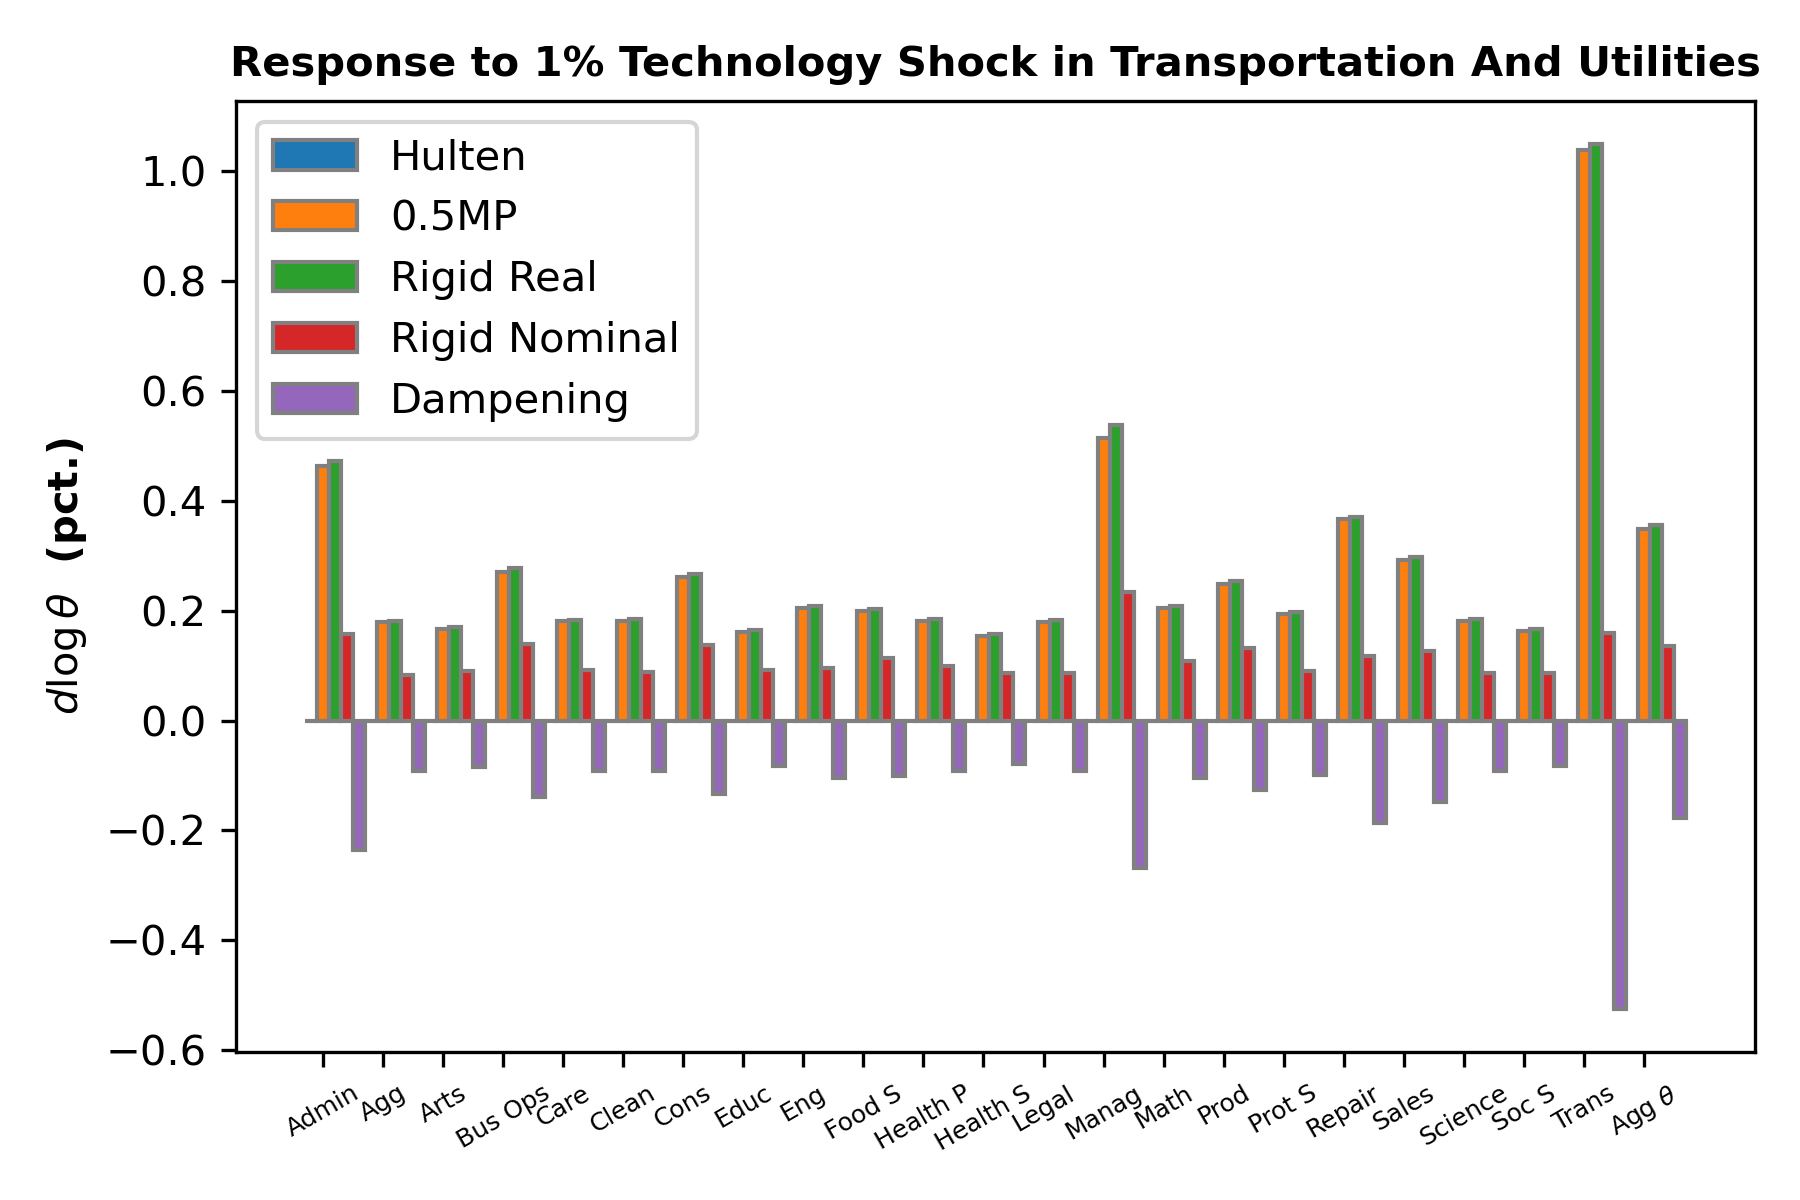 Response to 1% Technology Shock in Transportation And Utilities
Hulten
0.5MP
Rigid Real
Rigid Nominal
Dampening
d log θ (pct.)
1.0
0.8
0.6
0.4
0.2
0.0
−0.2
−0.4
−0.6
Admin
Agg
Arts
Bus Ops
Care
Clean
Cons
Educ
Eng
Food S
Health P
Health S
Legal
Manag
Math
Prod
Prot S
Repair
Sales
Science
Soc S
Trans
Agg θ